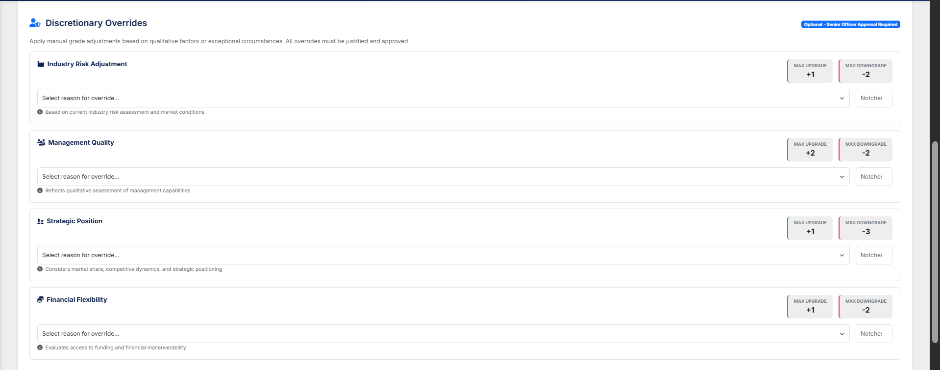 Discretionary Overrides
Optional - Senior Officer Approval Required
Apply manual grade adjustments based on qualitative factors or exceptional circumstances. All overrides must be justified and approved.
Industry Risk Adjustment
MAX UPGRADE
+1
MAX DOWNGRADE
-2
Select reason for override...
Notches
Based on current industry risk assessment and market conditions
Management Quality
MAX UPGRADE
+2
MAX DOWNGRADE
-2
Select reason for override...
Notches
Reflects qualitative assessment of management capabilities
Strategic Position
MAX UPGRADE
+1
MAX DOWNGRADE
-3
Select reason for override...
Notches
Considers market share, competitive dynamics, and strategic positioning
Financial Flexibility
MAX UPGRADE
+1
MAX DOWNGRADE
-2
Select reason for override...
Notches
Evaluates access to funding and financial maneuverability